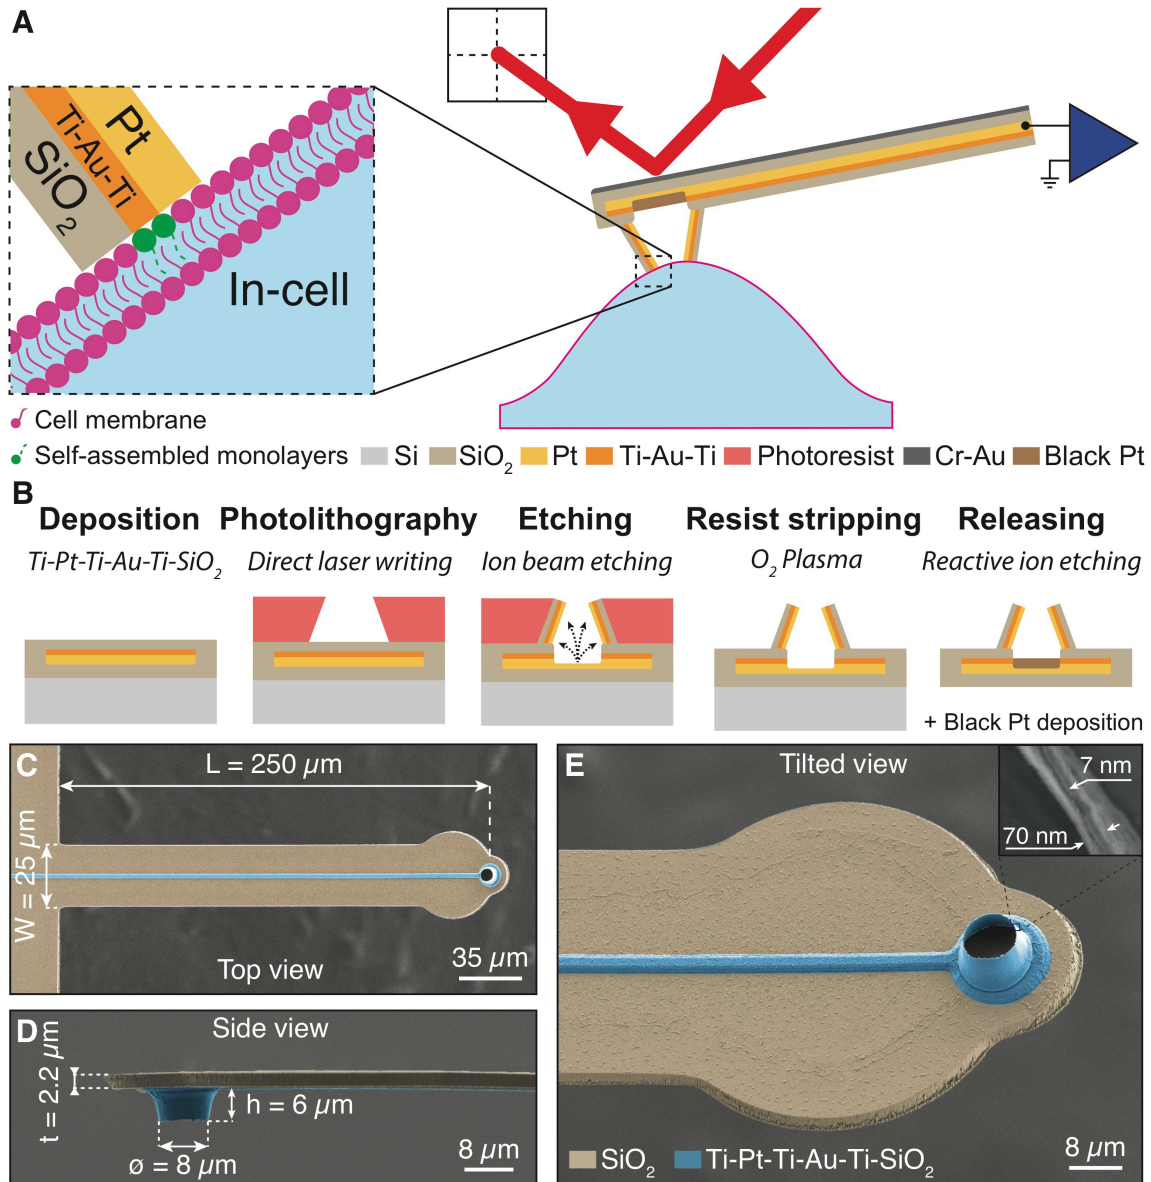 A
Pt
Ti-Au-Ti
SiO₂
In-cell
Cell membrane
Self-assembled monolayers
Si
SiO₂
Pt
Ti-Au-Ti
Photoresist
Cr-Au
Black Pt
B
Deposition
Ti-Pt-Ti-Au-Ti-SiO₂
Photolithography
Direct laser writing
Etching
Ion beam etching
Resist stripping
O₂ Plasma
Releasing
Reactive ion etching
+ Black Pt deposition
C
L = 250 µm
W = 25 µm
35 µm
Top view
D
Side view
t = 2.2 µm
h = 6 µm
ø = 8 µm
8 µm
E
Tilted view
7 nm
70 nm
SiO₂
Ti-Pt-Ti-Au-Ti-SiO₂
8 µm